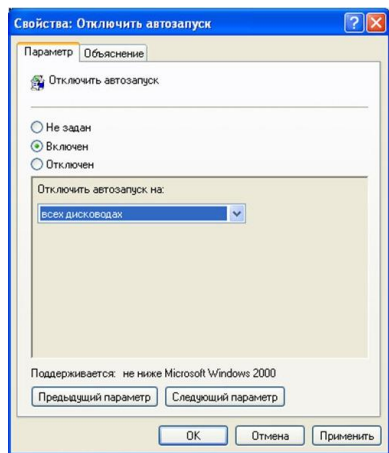 Свойства: Отключить автозапуск
Параметр
Объяснение
Отключить автозапуск
Не задан
Включен
Отключен
Отключить автозапуск на:
всех дисководах
Поддерживается: не ниже Microsoft Windows 2000
Предыдущий параметр
Следующий параметр
OK
Отмена
Применить